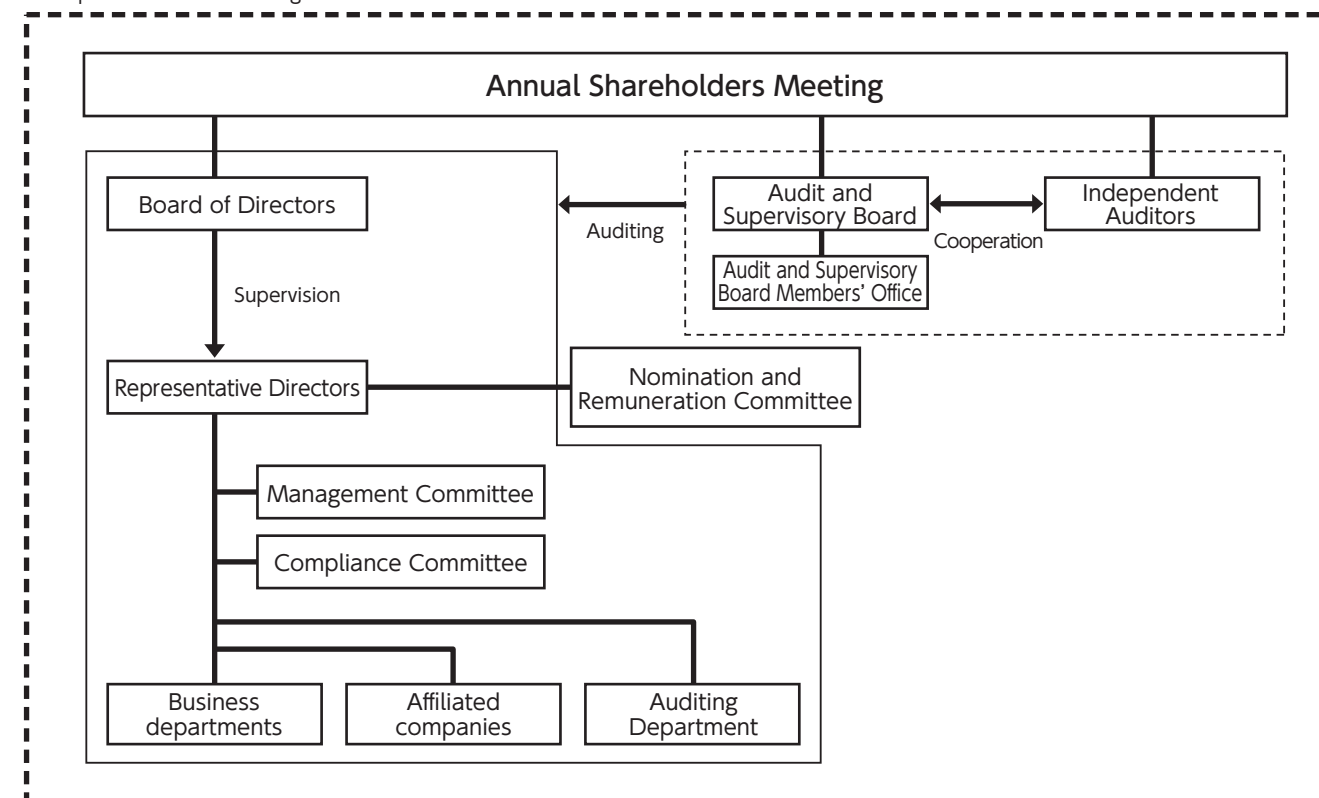 Annual Shareholders Meeting
Board of Directors
Audit and
Supervisory Board
Independent
Auditors
Auditing
Cooperation
Audit and Supervisory
Board Members’ Office
Supervision
Representative Directors
Nomination and
Remuneration Committee
Management Committee
Compliance Committee
Business
departments
Affiliated
companies
Auditing
Department